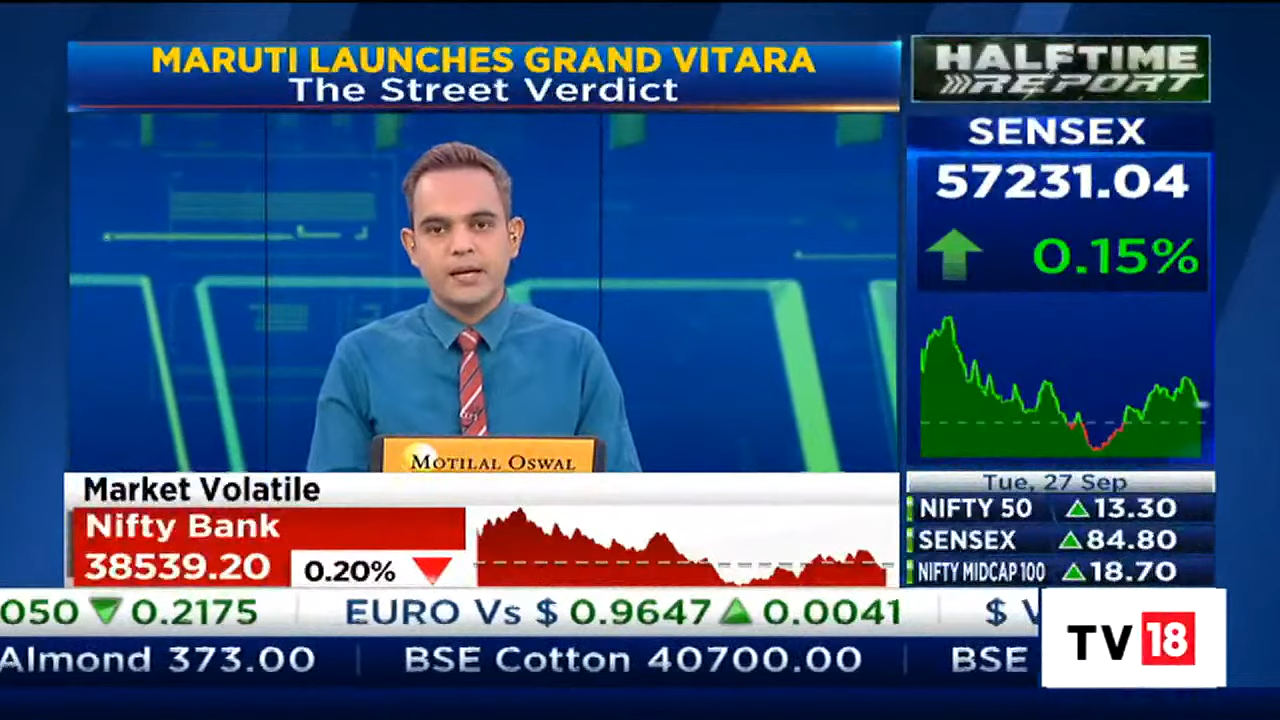 MARUTI LAUNCHES GRAND VITARA
The Street Verdict
HALFTIME
REPORT
SENSEX
57231.04
0.15%
MOTILAL OSWAL
Tue, 27 Sep
NIFTY 50 13.30
SENSEX 84.80
NIFTY MIDCAP 100 18.70
Market Volatile
Nifty Bank
38539.20 0.20%
050 0.2175 EURO Vs $ 0.9647 0.0041 $ V
Almond 373.00 BSE Cotton 40700.00 BSE
TV18